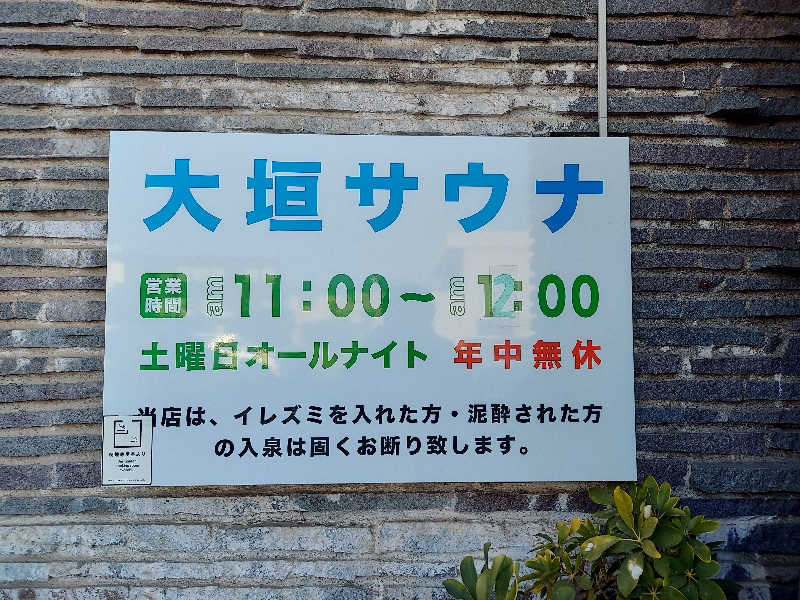 大垣サウナ
営業時間 am 11:00～am 12:00
土曜日オールナイト 年中無休
当店は、イレズミを入れた方・泥酔された方
の入泉は固くお断り致します。